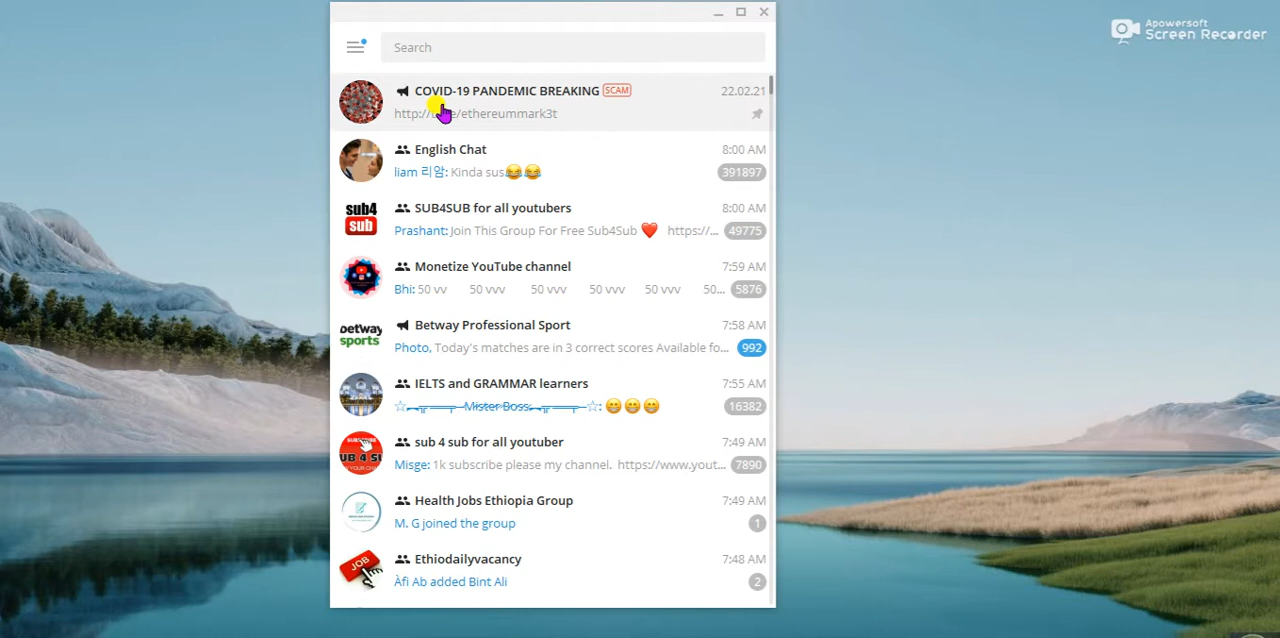 Apowersoft
Screen Recorder
Search
COVID-19 PANDEMIC BREAKING SCAM 22.02.21
/ethereummark3t
English Chat 8:00 AM
liam 리암: Kinda sus😂😂 391897
sub4
sub
SUB4SUB for all youtubers 8:00 AM
Prashant: Join This Group For Free Sub4Sub ❤️ https://... 49775
Monetize YouTube channel 7:59 AM
Bhi: 50 vv 50 vvv 50 vvv 50 vvv 50 vvv 50... 5876
betway
sports
Betway Professional Sport 7:58 AM
Photo, Today's matches are in 3 correct scores Available fo... 992
IELTS and GRAMMAR learners 7:55 AM
Mister Boss 😁😁😁 16382
sub 4 sub for all youtuber 7:49 AM
Misge: 1k subscribe please my channel. https://www.yout... 7890
Health Jobs Ethiopia Group 7:49 AM
M. G joined the group 1
JOB
Ethiodailyvacancy 7:48 AM
Àfi Ab added Bint Ali 2